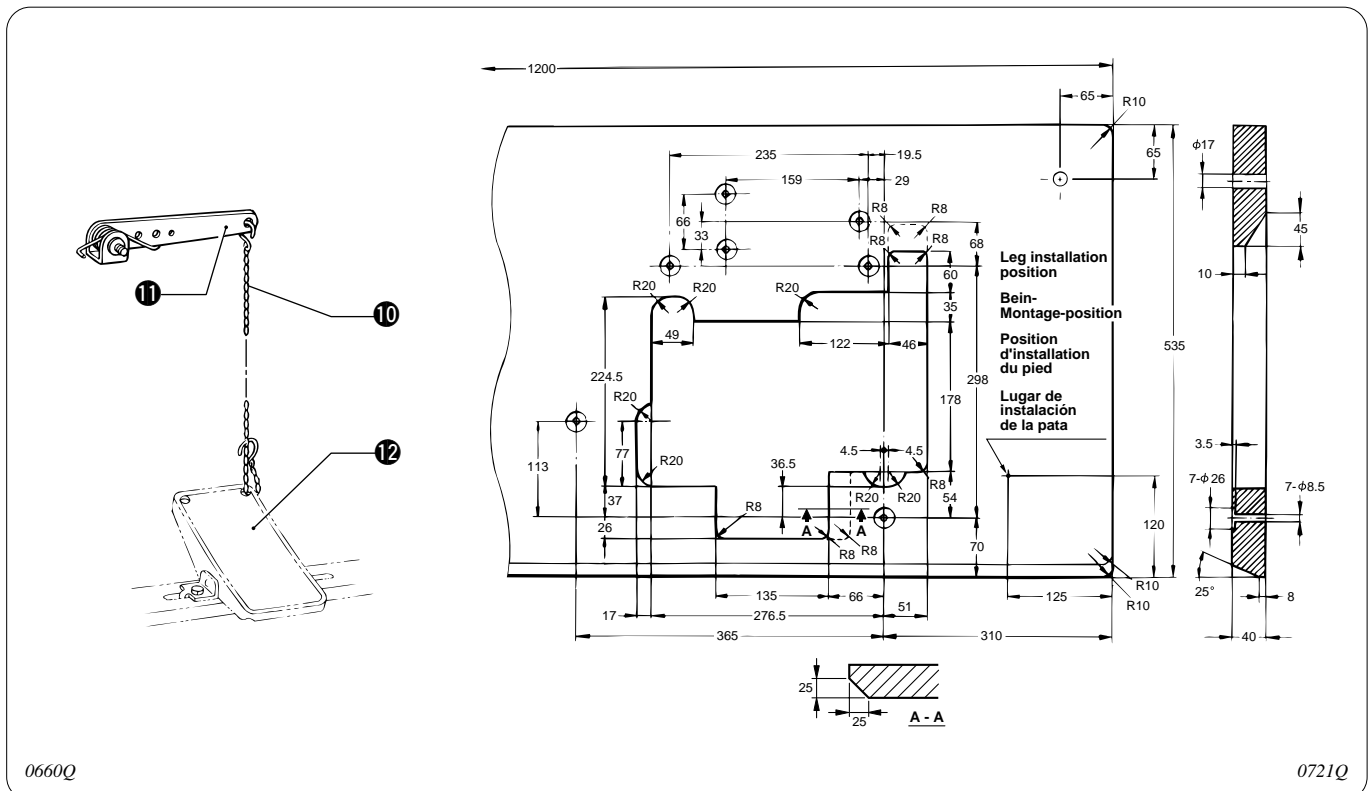 1200
65
R10
235
19.5
65
φ17
159
29
R8
R8
66
33
68
R8
R8
45
Leg installation
position
60
10
R20
R20
R20
Bein-
Montage-position
35
11
10
49
122
46
Position
d'installation
du pied
535
224.5
298
178
R20
Lugar de
instalación
de la pata
12
4.5
4.5
3.5
113
77
36.5
R20
R8
7-φ26
7-φ8.5
R20
R20
54
37
R8
120
26
A
A
70
R8
R8
R10
25°
135
66
51
125
R10
8
17
276.5
365
310
40
25
25
A - A
0660Q
0721Q